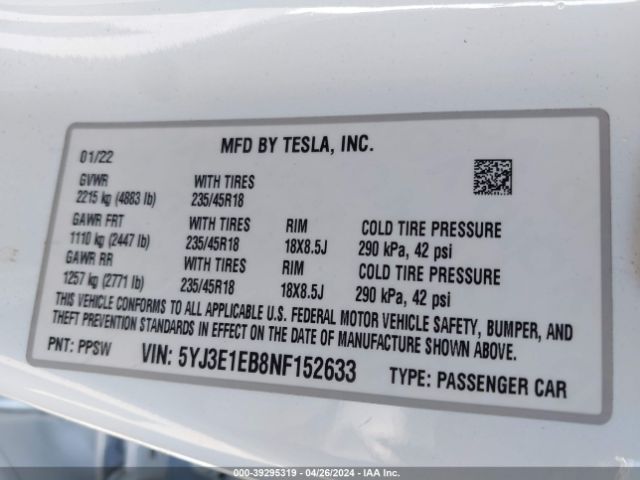 MFD BY TESLA, INC.
01/22
GVWR WITH TIRES
2215 kg (4883 lb) 235/45R18
GAWR FRT WITH TIRES RIM COLD TIRE PRESSURE
1110 kg (2447 lb) 235/45R18 18X8.5J 290 kPa, 42 psi
GAWR RR WITH TIRES RIM COLD TIRE PRESSURE
1257 kg (2771 lb) 235/45R18 18X8.5J 290 kPa, 42 psi
THIS VEHICLE CONFORMS TO ALL APPLICABLE U.S. FEDERAL MOTOR VEHICLE SAFETY, BUMPER, AND
THEFT PREVENTION STANDARDS IN EFFECT ON THE DATE OF MANUFACTURE SHOWN ABOVE.
PNT: PPSW VIN: 5YJ3E1EB8NF152633 TYPE: PASSENGER CAR
000-39295319 - 04/26/2024 - IAA Inc.